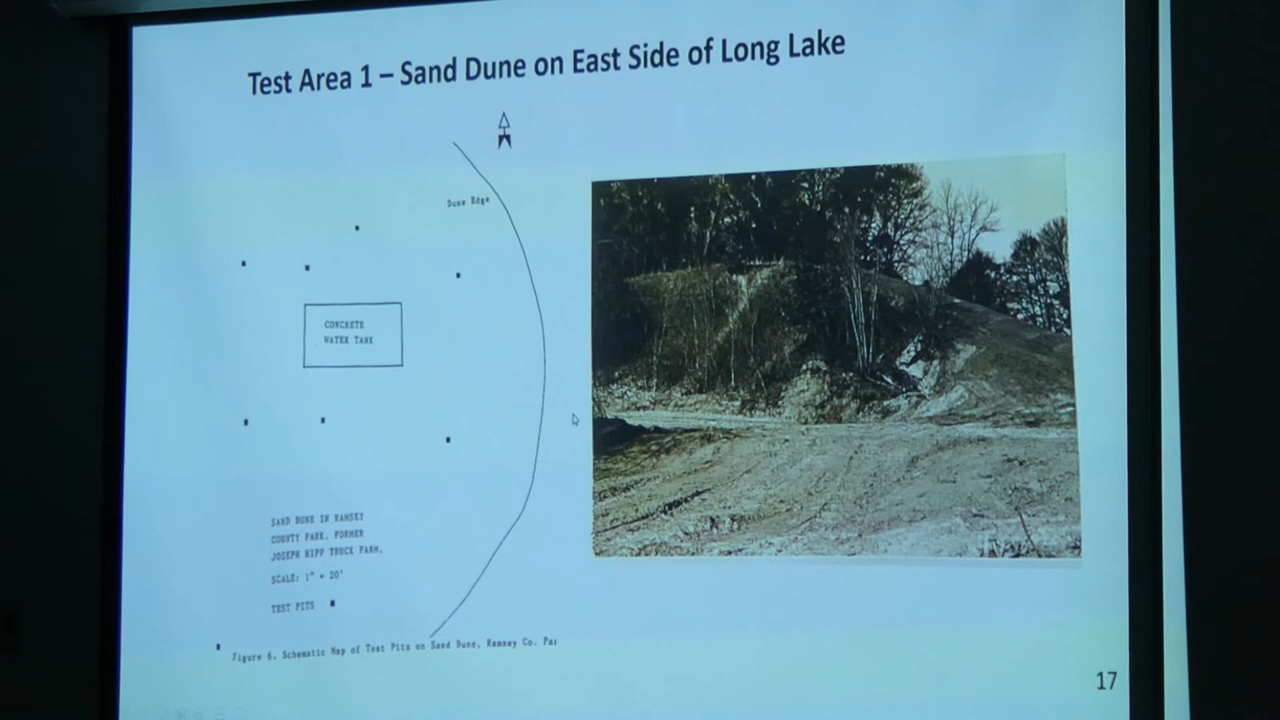 Test Area 1 – Sand Dune on East Side of Long Lake
Dune Edge
CONCRETE
WATER TANK
SAND DUNE IN RAMSEY
COUNTY PARK, FORMER
JOSEPH HIPP TRUCK FARM,
SCALE: 1" = 20'
TEST PITS
Figure 6. Schematic Map of Test Pits on Sand Dune, Ramsey Co. Par
17